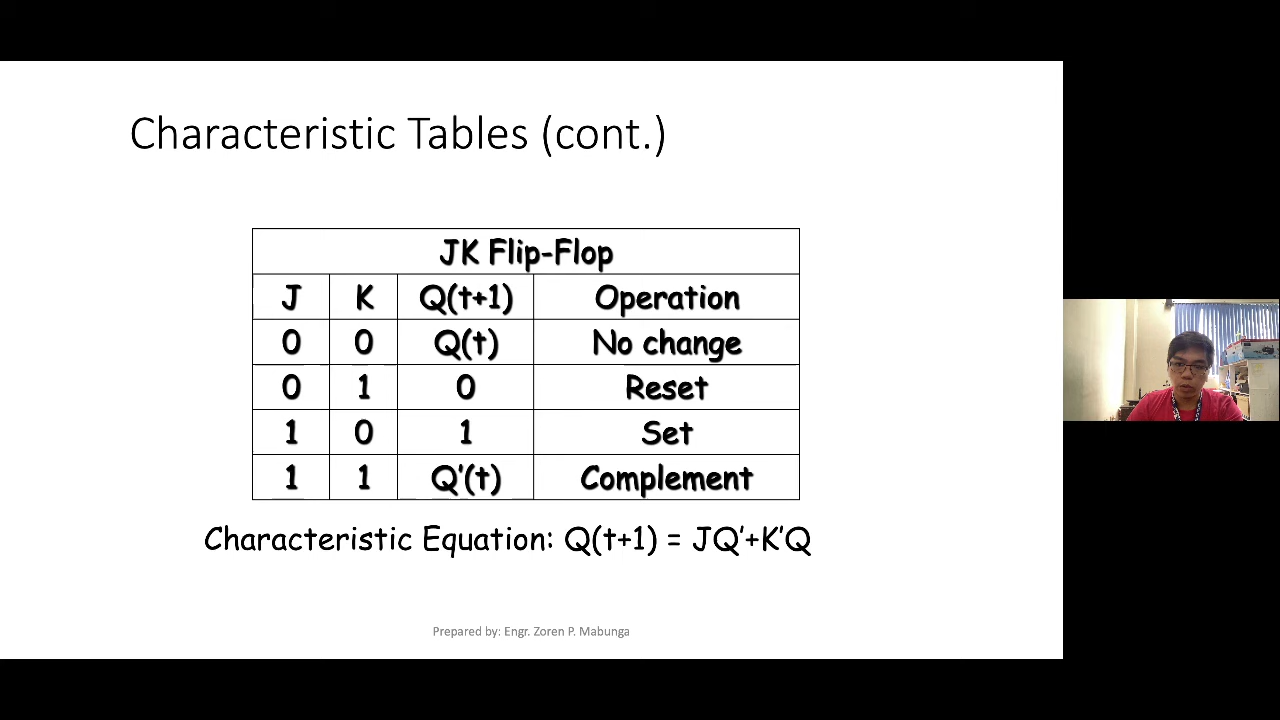 Characteristic Tables (cont.)
JK Flip-Flop
J K Q(t+1) Operation
0 0 Q(t) No change
0 1 0 Reset
1 0 1 Set
1 1 Q'(t) Complement
Characteristic Equation: Q(t+1) = JQ'+K'Q
Prepared by: Engr. Zoren P. Mabunga